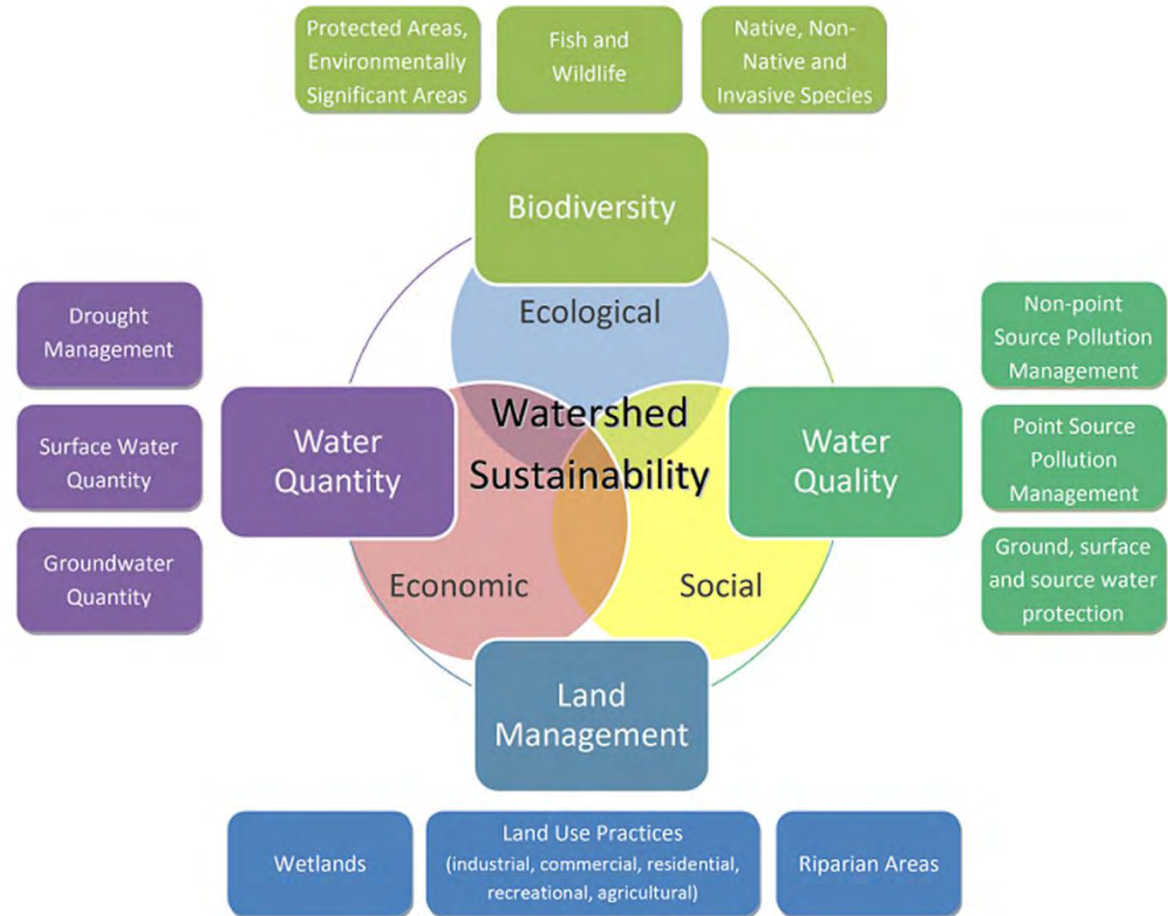 Protected Areas,
Environmentally
Significant Areas
Fish and
Wildlife
Native, Non-
Native and
Invasive Species
Biodiversity
Ecological
Drought
Management
Surface Water
Quantity
Groundwater
Quantity
Water
Quantity
Watershed
Sustainability
Water
Quality
Non-point
Source Pollution
Management
Point Source
Pollution
Management
Ground, surface
and source water
protection
Economic
Social
Land
Management
Wetlands
Land Use Practices
(industrial, commercial, residential,
recreational, agricultural)
Riparian Areas